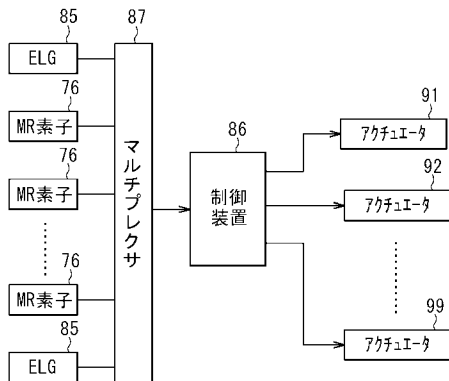 85
ELG
76
MR素子
76
MR素子
76
MR素子
85
ELG
87
マルチプレクサ
86
制御
装置
91
アクチュエータ
92
アクチュエータ
99
アクチュエータ